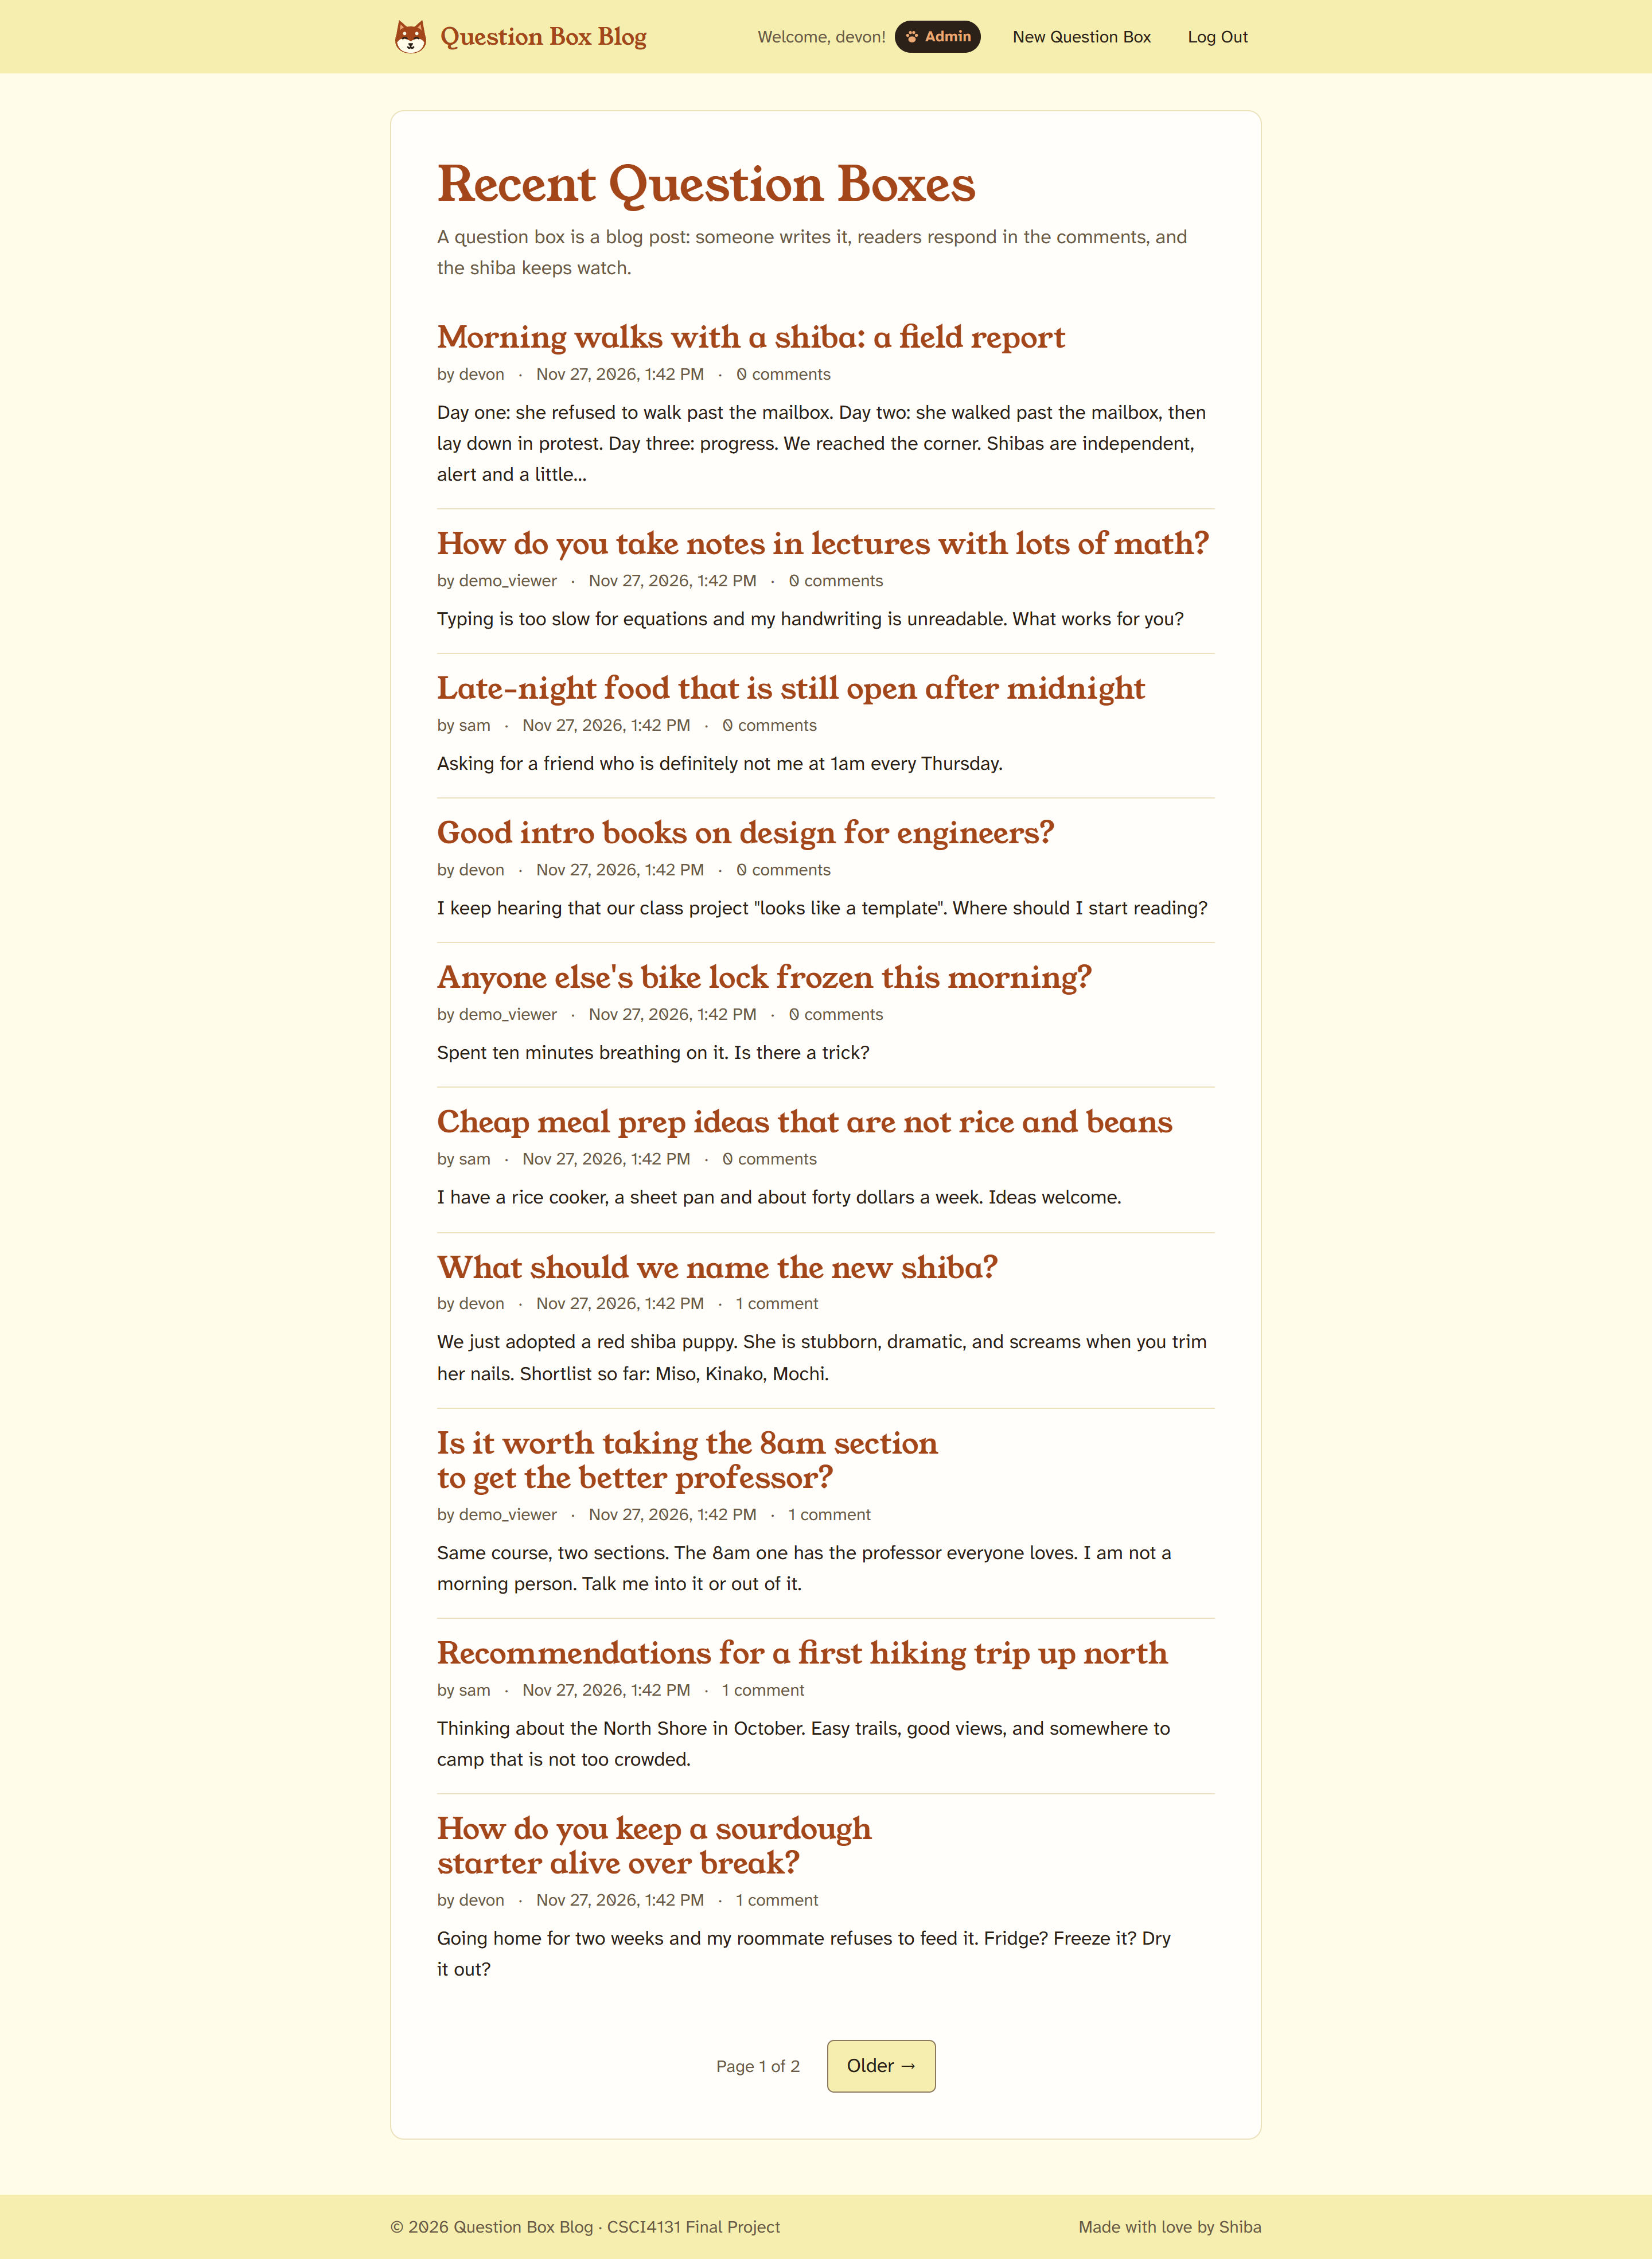 Question Box Blog
Welcome, devon!
Admin
New Question Box
Log Out
Recent Question Boxes
A question box is a blog post: someone writes it, readers respond in the comments, and
the shiba keeps watch.
Morning walks with a shiba: a field report
by devon · Nov 27, 2026, 1:42 PM · 0 comments
Day one: she refused to walk past the mailbox. Day two: she walked past the mailbox, then
lay down in protest. Day three: progress. We reached the corner. Shibas are independent,
alert and a little...
How do you take notes in lectures with lots of math?
by demo_viewer · Nov 27, 2026, 1:42 PM · 0 comments
Typing is too slow for equations and my handwriting is unreadable. What works for you?
Late-night food that is still open after midnight
by sam · Nov 27, 2026, 1:42 PM · 0 comments
Asking for a friend who is definitely not me at 1am every Thursday.
Good intro books on design for engineers?
by devon · Nov 27, 2026, 1:42 PM · 0 comments
I keep hearing that our class project "looks like a template". Where should I start reading?
Anyone else's bike lock frozen this morning?
by demo_viewer · Nov 27, 2026, 1:42 PM · 0 comments
Spent ten minutes breathing on it. Is there a trick?
Cheap meal prep ideas that are not rice and beans
by sam · Nov 27, 2026, 1:42 PM · 0 comments
I have a rice cooker, a sheet pan and about forty dollars a week. Ideas welcome.
What should we name the new shiba?
by devon · Nov 27, 2026, 1:42 PM · 1 comment
We just adopted a red shiba puppy. She is stubborn, dramatic, and screams when you trim
her nails. Shortlist so far: Miso, Kinako, Mochi.
Is it worth taking the 8am section
to get the better professor?
by demo_viewer · Nov 27, 2026, 1:42 PM · 1 comment
Same course, two sections. The 8am one has the professor everyone loves. I am not a
morning person. Talk me into it or out of it.
Recommendations for a first hiking trip up north
by sam · Nov 27, 2026, 1:42 PM · 1 comment
Thinking about the North Shore in October. Easy trails, good views, and somewhere to
camp that is not too crowded.
How do you keep a sourdough
starter alive over break?
by devon · Nov 27, 2026, 1:42 PM · 1 comment
Going home for two weeks and my roommate refuses to feed it. Fridge? Freeze it? Dry
it out?
Page 1 of 2
Older →
© 2026 Question Box Blog · CSCI4131 Final Project
Made with love by Shiba